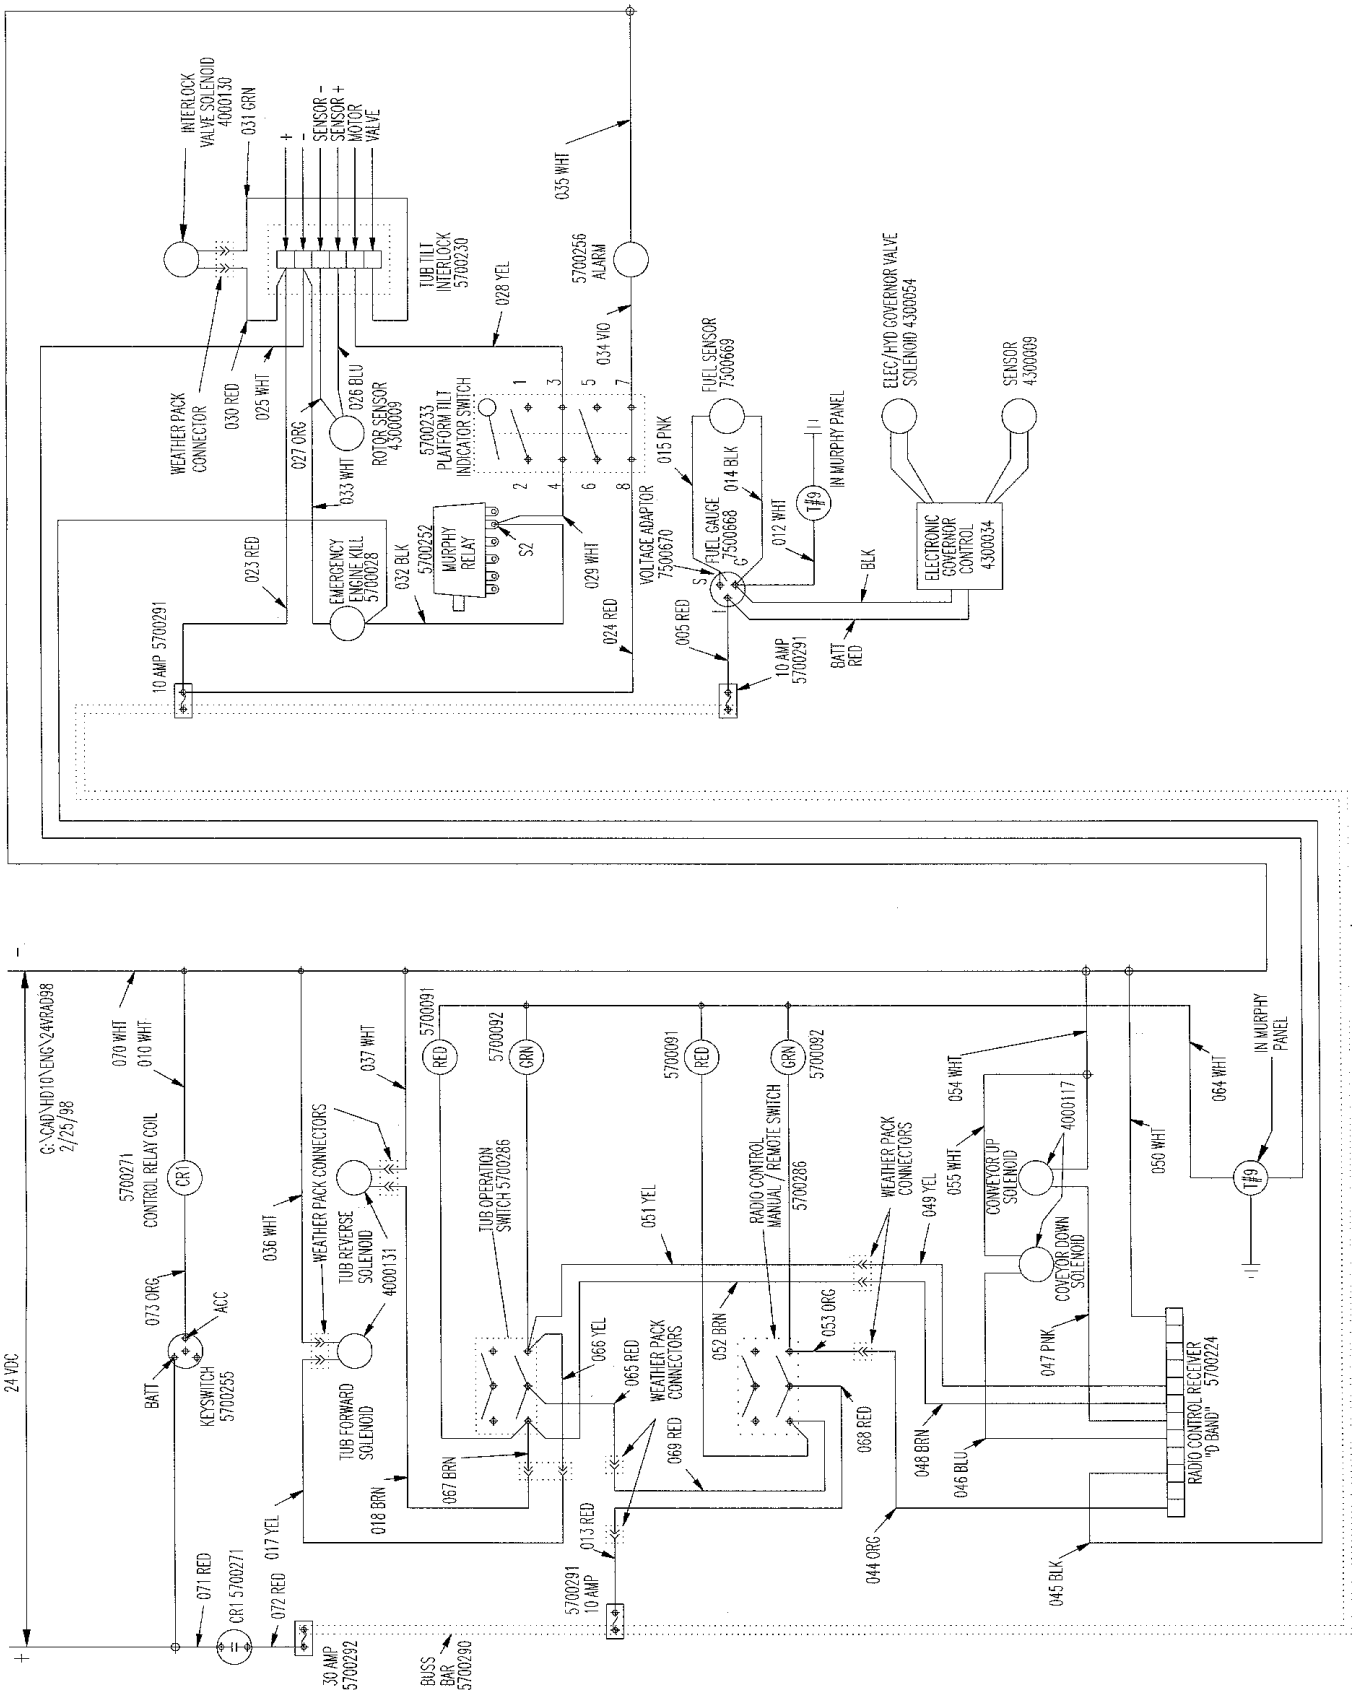 INTERLOCK
VALVE SOLENOID
4000130
031 GRN
+
-
SENSOR -
SENSOR +
MOTOR
VALVE
TUB TILT
INTERLOCK
5700230
WEATHER PACK
CONNECTOR
030 RED
025 WHT
027 ORG
026 BLU
ROTOR SENSOR
4300009
033 WHT
028 YEL
035 WHT
5700256
ALARM
034 VIO
5700233
PLATFORM TILT
INDICATOR SWITCH
1
3
5
7
2
4
6
8
023 RED
EMERGENCY
ENGINE KILL
5700028
032 BLK
5700252
MURPHY
RELAY
S2
029 WHT
024 RED
10 AMP 5700291
FUEL SENSOR
7500669
015 PNK
014 BLK
VOLTAGE ADAPTOR
7500670
FUEL GAUGE
7500668
S
G
I
012 WHT
T#9
IN MURPHY PANEL
005 RED
10 AMP
5700291
BLK
BATT
RED
ELEC/HYD GOVERNOR VALVE
SOLENOID 4300054
SENSOR
4300009
ELECTRONIC
GOVERNOR
CONTROL
4300034
-
24 VDC
+
G:\CAD\HD10\ENG\24VRAD98
2/25/98
070 WHT
010 WHT
5700271
CONTROL RELAY COIL
CR1
073 ORG
ACC
BATT
KEYSWITCH
5700255
071 RED
CR1 5700271
072 RED
017 YEL
30 AMP
5700292
BUSS
BAR
5700290
036 WHT
037 WHT
WEATHER PACK CONNECTORS
TUB REVERSE
SOLENOID
4000131
TUB FORWARD
SOLENOID
018 BRN
067 BRN
5700091
RED
5700092
GRN
TUB OPERATION
SWITCH 5700286
066 YEL
065 RED
WEATHER PACK
CONNECTORS
069 RED
013 RED
5700291
10 AMP
5700091
RED
GRN
5700092
RADIO CONTROL
MANUAL / REMOTE SWITCH
5700286
051 YEL
052 BRN
053 ORG
068 RED
WEATHER PACK
CONNECTORS
049 YEL
048 BRN
046 BLU
044 ORG
045 BLK
047 PNK
055 WHT
054 WHT
CONVEYOR UP
SOLENOID
4000117
COVEYOR DOWN
SOLENOID
050 WHT
064 WHT
IN MURPHY
PANEL
T#9
RADIO CONTROL RECEIVER
5700224
"D BAND"